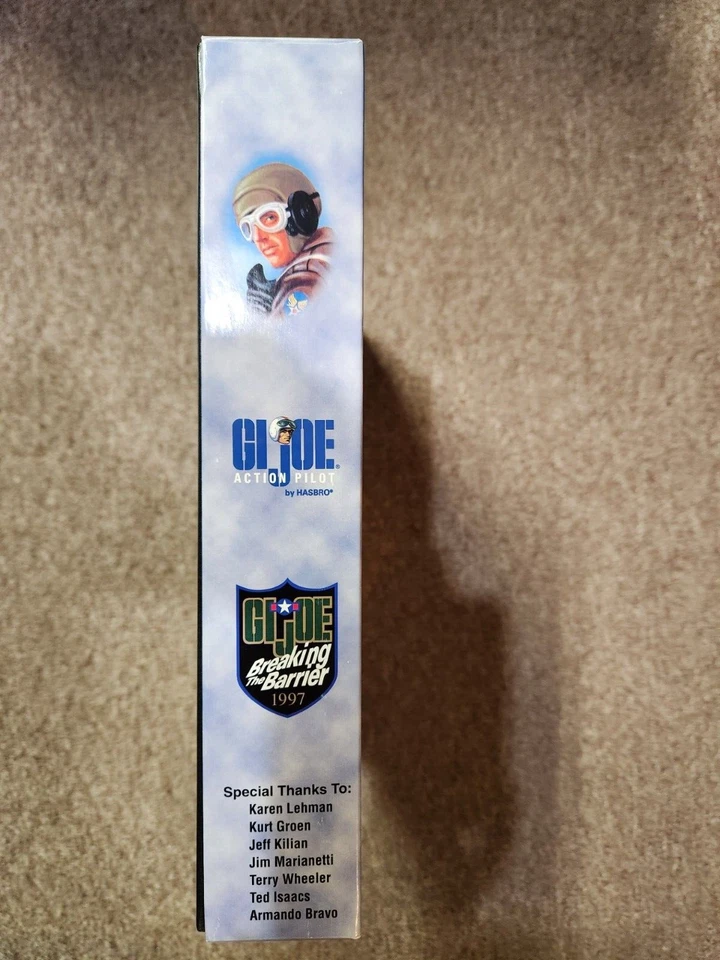 GI JOE®
ACTION PILOT
by HASBRO®
GI JOE
Breaking
The Barrier
1997
Special Thanks To:
Karen Lehman
Kurt Groen
Jeff Kilian
Jim Marianetti
Terry Wheeler
Ted Isaacs
Armando Bravo